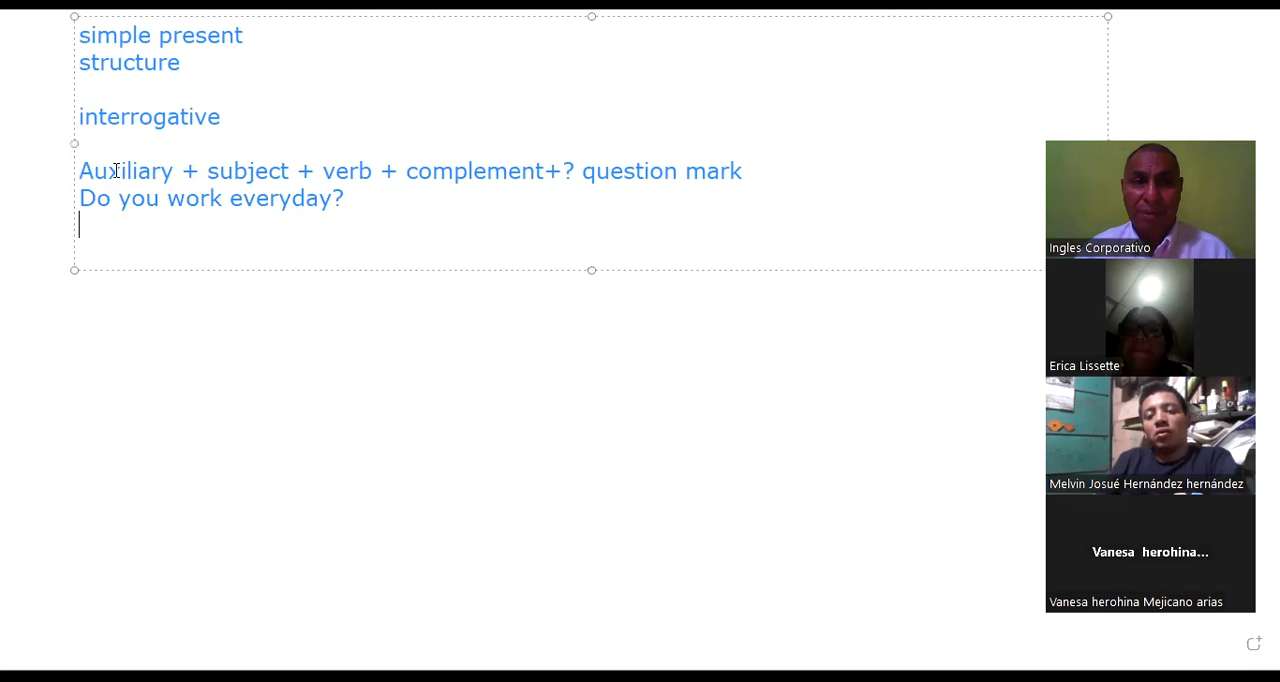 simple present
structure
interrogative
Auxiliary + subject + verb + complement+? question mark
Do you work everyday?
Ingles Corporativo
Erica Lissette
Melvin Josué Hernández hernández
Vanesa herohina...
Vanesa herohina Mejicano arias